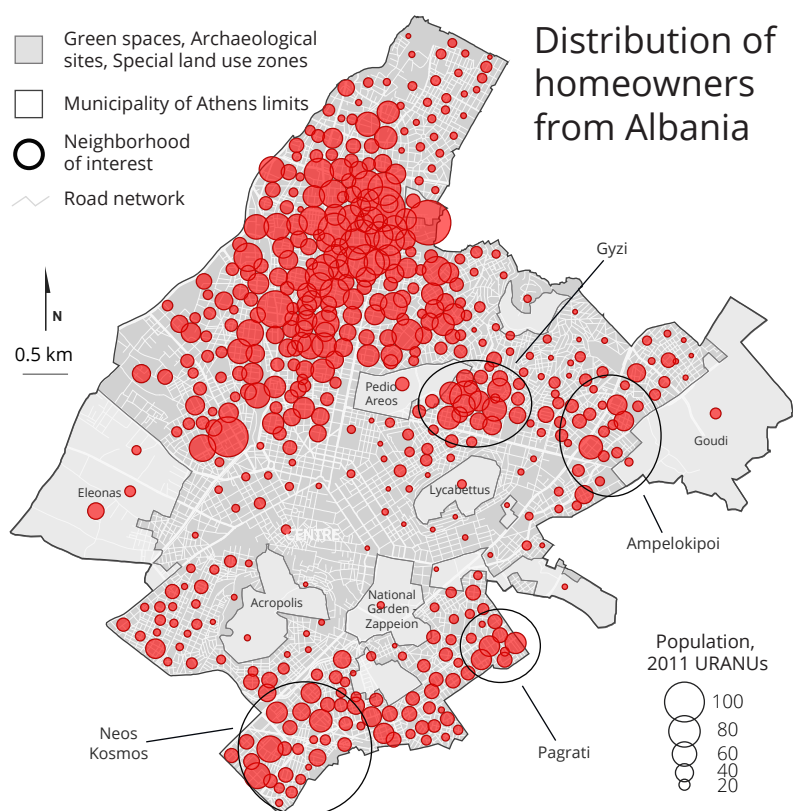 Green spaces, Archaeological
sites, Special land use zones
Municipality of Athens limits
Neighborhood
of interest
Road network
Distribution of
homeowners
from Albania
N
0.5 km
Gyzi
Pedio
Areos
Goudi
Eleonas
Lycabettus
CENTRE
Ampelokipoi
Acropolis
National
Garden
Zappeion
Neos
Kosmos
Pagrati
Population,
2011 URANUs
100
80
60
40
20